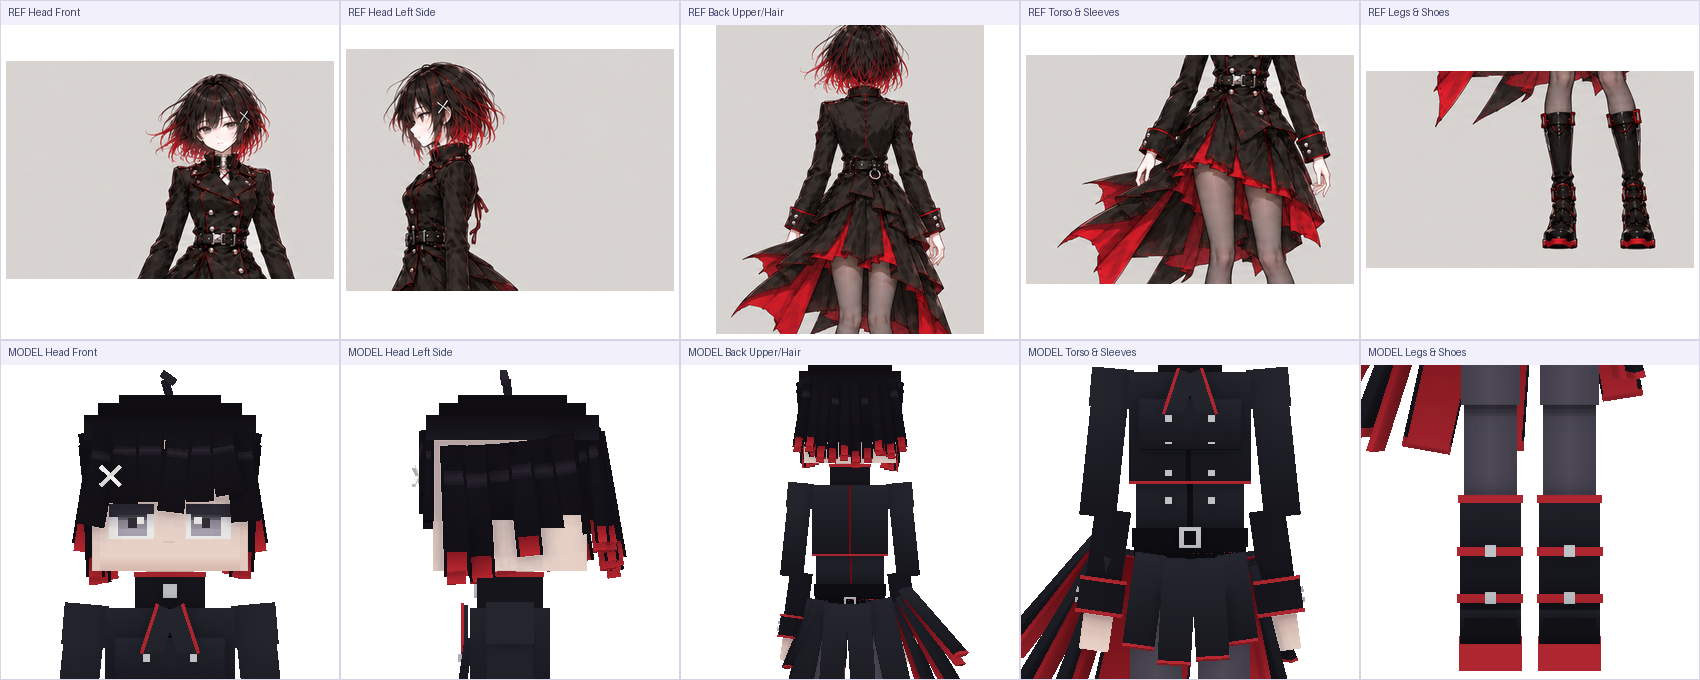 REF Head Front
REF Head Left Side
REF Back Upper/Hair
REF Torso & Sleeves
REF Legs & Shoes
MODEL Head Front
MODEL Head Left Side
MODEL Back Upper/Hair
MODEL Torso & Sleeves
MODEL Legs & Shoes